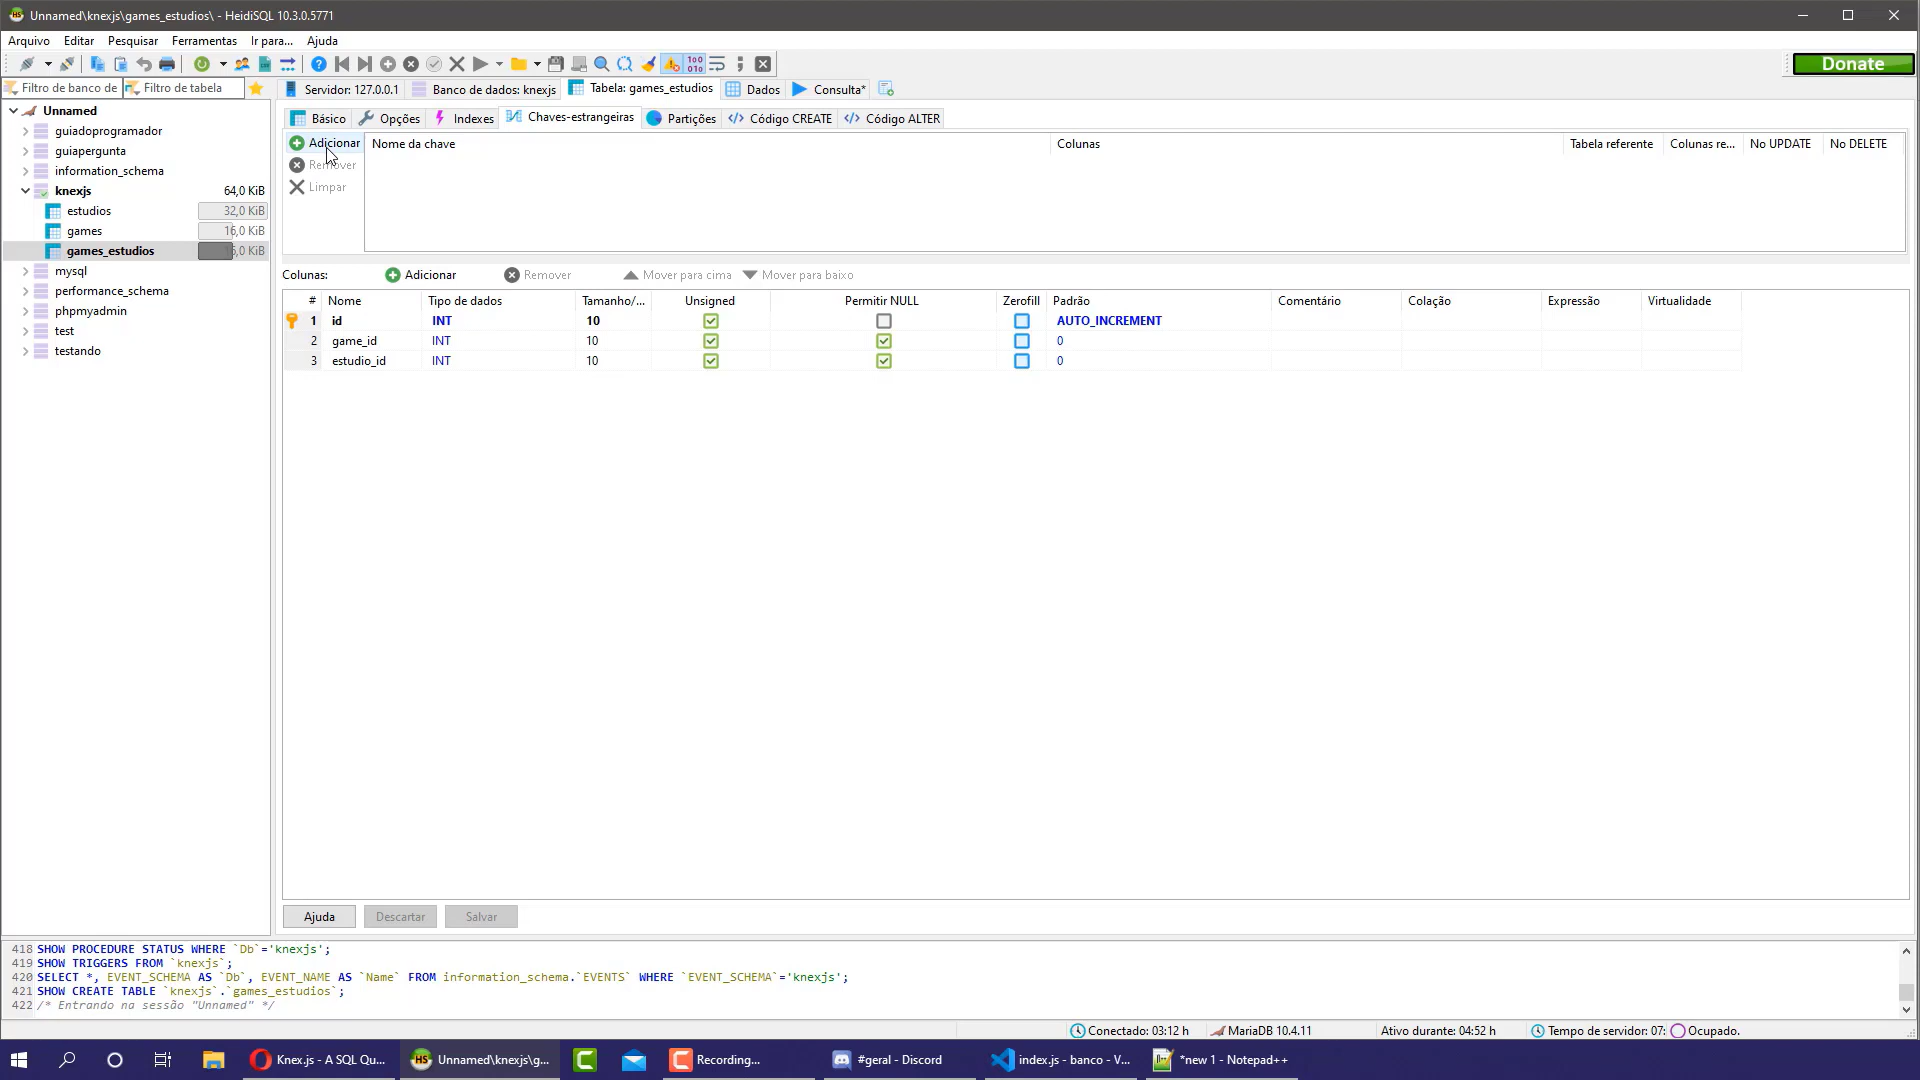 Unnamed\knexjs\games_estudios\ - HeidiSQL 10.3.0.5771
Arquivo Editar Pesquisar Ferramentas Ir para... Ajuda
Donate
Filtro de banco de Filtro de tabela
Servidor: 127.0.0.1 Banco de dados: knexjs Tabela: games_estudios Dados Consulta*
Unnamed
guiadoprogramador
guiapergunta
information_schema
knexjs 64,0 KiB
estudios 32,0 KiB
games 16,0 KiB
games_estudios
mysql
performance_schema
phpmyadmin
test
testando
Básico Opções Indexes Chaves-estrangeiras Partições Código CREATE Código ALTER
Adicionar
Remover
Limpar
Nome da chave Colunas Tabela referente Colunas re... No UPDATE No DELETE
Colunas: Adicionar Remover Mover para cima Mover para baixo
# Nome Tipo de dados Tamanho/... Unsigned Permitir NULL Zerofill Padrão Comentário Colação Expressão Virtualidade
1 id INT 10 AUTO_INCREMENT
2 game_id INT 10 0
3 estudio_id INT 10 0
Ajuda Descartar Salvar
418 SHOW PROCEDURE STATUS WHERE `Db`='knexjs';
419 SHOW TRIGGERS FROM `knexjs`;
420 SELECT *, EVENT_SCHEMA AS `Db`, EVENT_NAME AS `Name` FROM information_schema.`EVENTS` WHERE `EVENT_SCHEMA`='knexjs';
421 SHOW CREATE TABLE `knexjs`.`games_estudios`;
422 /* Entrando na sessão "Unnamed" */
Conectado: 03:12 h MariaDB 10.4.11 Ativo durante: 04:52 h Tempo de servidor: 07: Ocupado.
Knex.js - A SQL Qu... Unnamed\knexjs\g... Recording... #geral - Discord index.js - banco - V... *new 1 - Notepad++